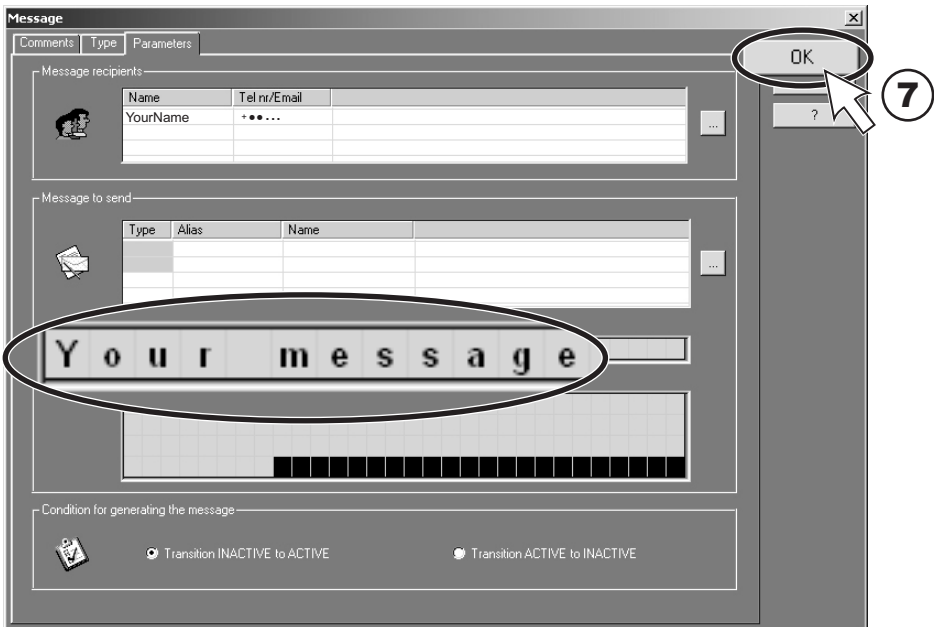 Message
Comments Type Parameters
OK
7
?
Message recipients
Name Tel nr/Email
YourName +••...
...
Message to send
Type Alias Name
...
Your message
Condition for generating the message
Transition INACTIVE to ACTIVE Transition ACTIVE to INACTIVE